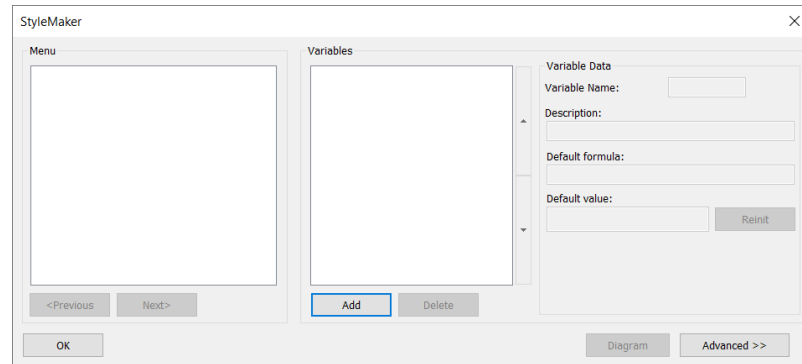 StyleMaker
Menu
Variables
Variable Data
Variable Name:
Description:
Default formula:
Default value:
Reinit
<Previous
Next>
Add
Delete
OK
Diagram
Advanced >>